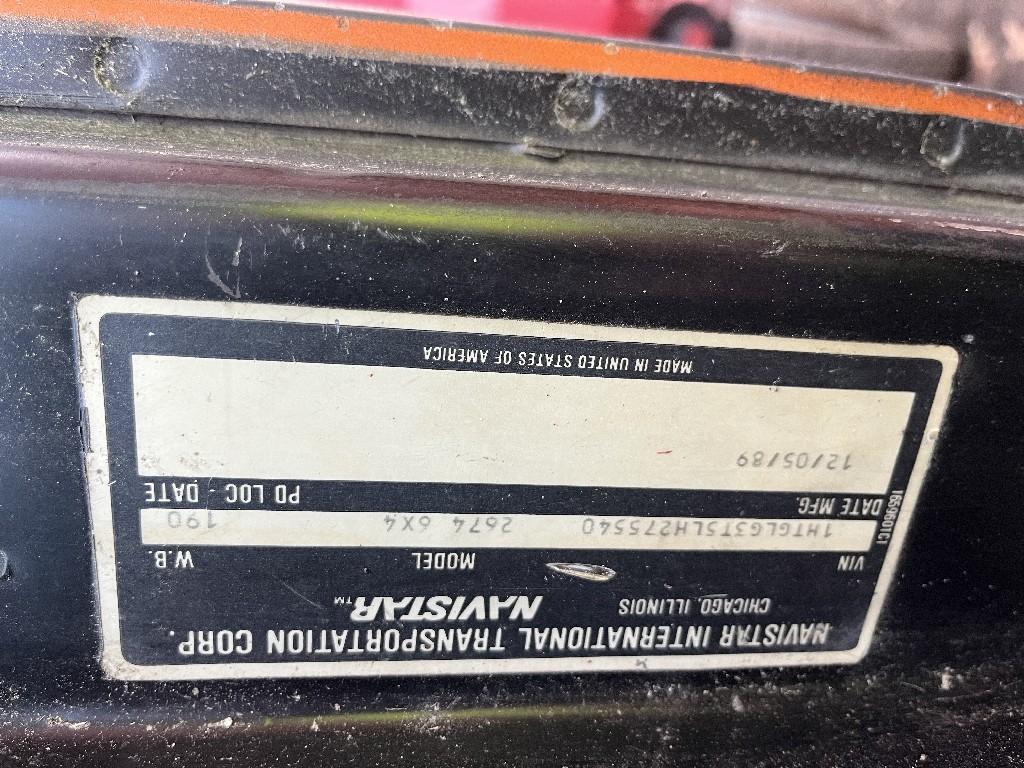 NAVISTAR INTERNATIONAL TRANSPORTATION CORP.
CHICAGO, ILLINOIS NAVISTAR™
VIN MODEL W.B.
1HTGLG3T5LH275540 2674 6X4 190
DATE MFG. PD LOC - DATE
12/05/89
MADE IN UNITED STATES OF AMERICA